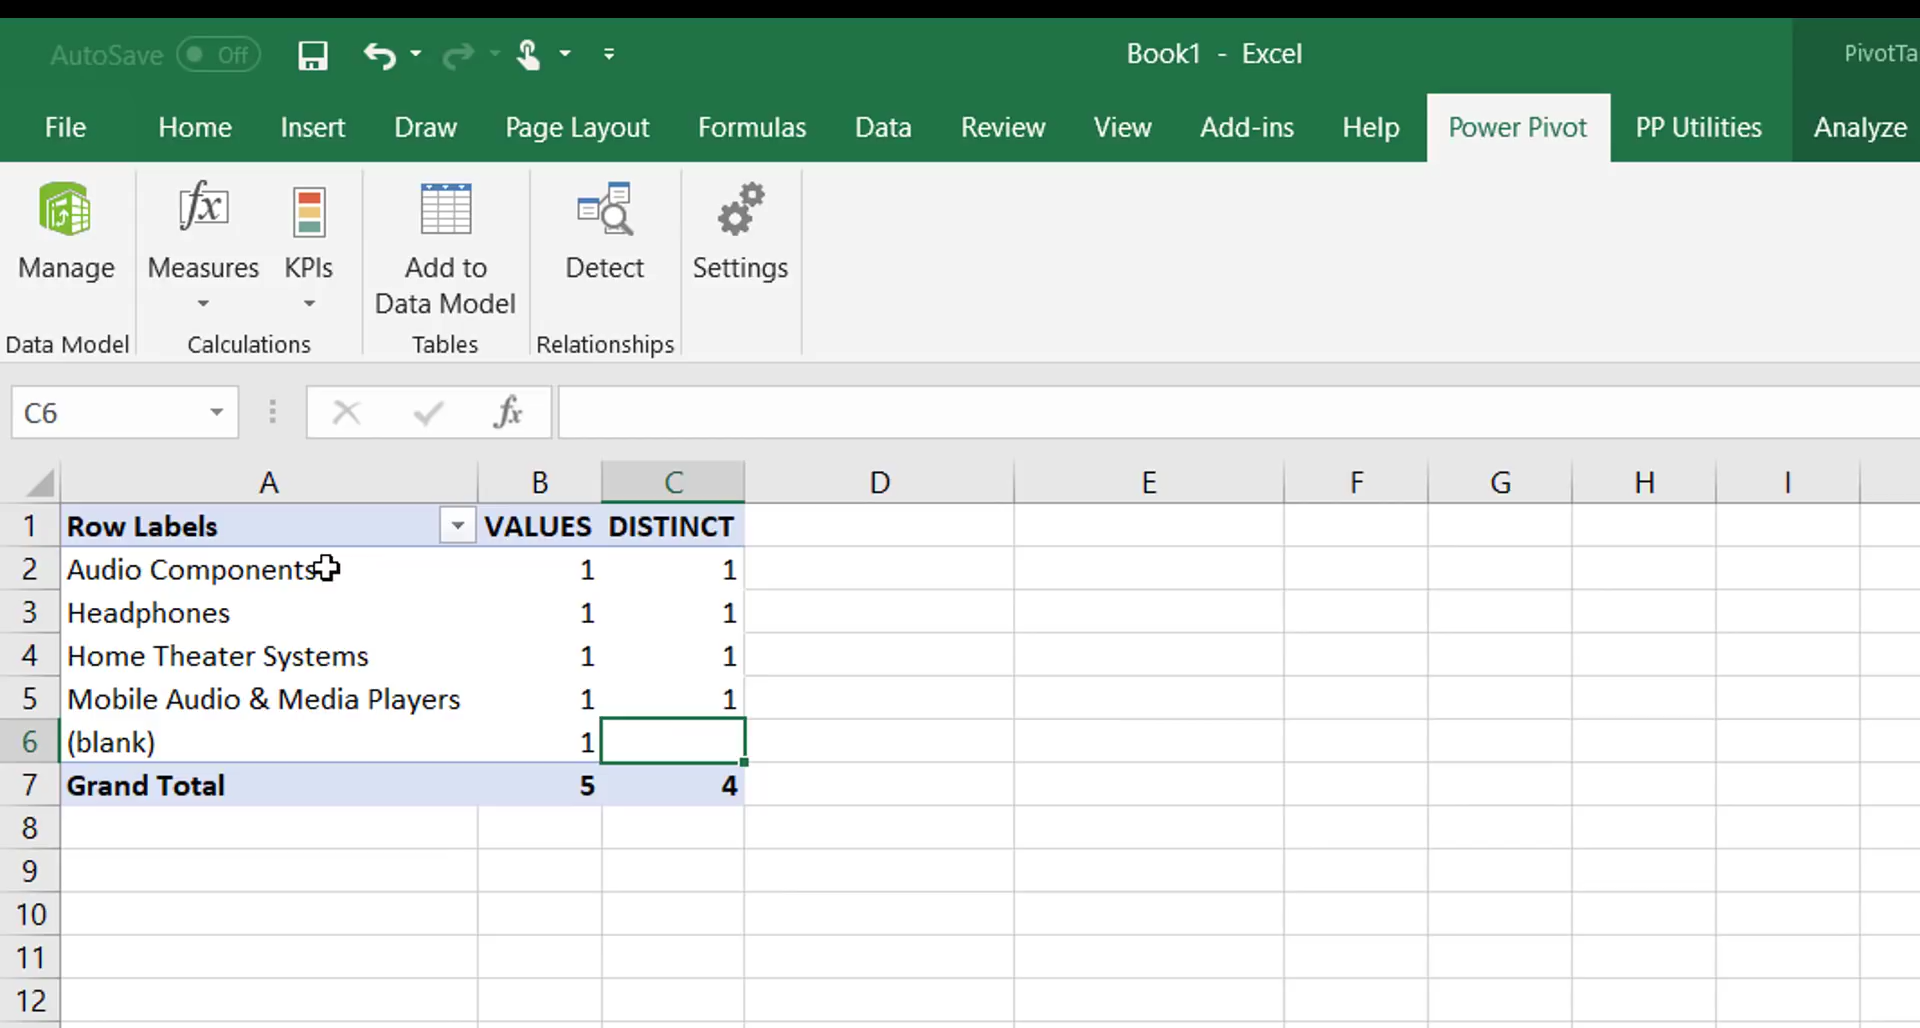 AutoSave Off Book1 - Excel PivotTa
File Home Insert Draw Page Layout Formulas Data Review View Add-ins Help Power Pivot PP Utilities Analyze
Manage Measures KPIs Add to Data Model Detect Settings
Data Model Calculations Tables Relationships
C6 fx
A B C D E F G H I
1 Row Labels VALUES DISTINCT
2 Audio Components 1 1
3 Headphones 1 1
4 Home Theater Systems 1 1
5 Mobile Audio & Media Players 1 1
6 (blank) 1
7 Grand Total 5 4
8
9
10
11
12